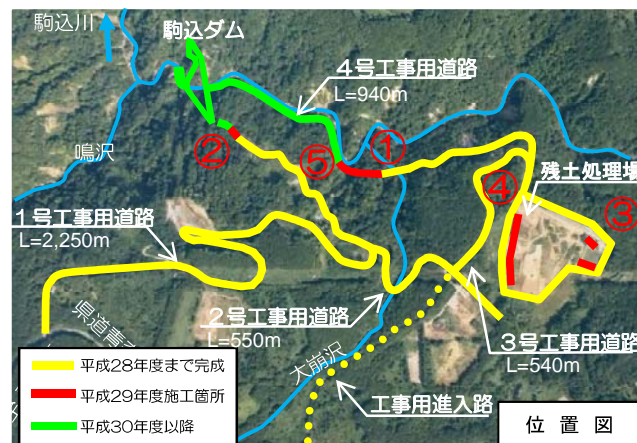 駒込川
駒込ダム
4号工事用道路
L=940m
①
②
⑤
鳴沢
④
残土処理場
③
1号工事用道路
L=2,250m
県道青
2号工事用道路
L=550m
3号工事用道路
L=540m
大崩沢
工事用進入路
平成28年度まで完成
平成29年度施工箇所
平成30年度以降
位置図